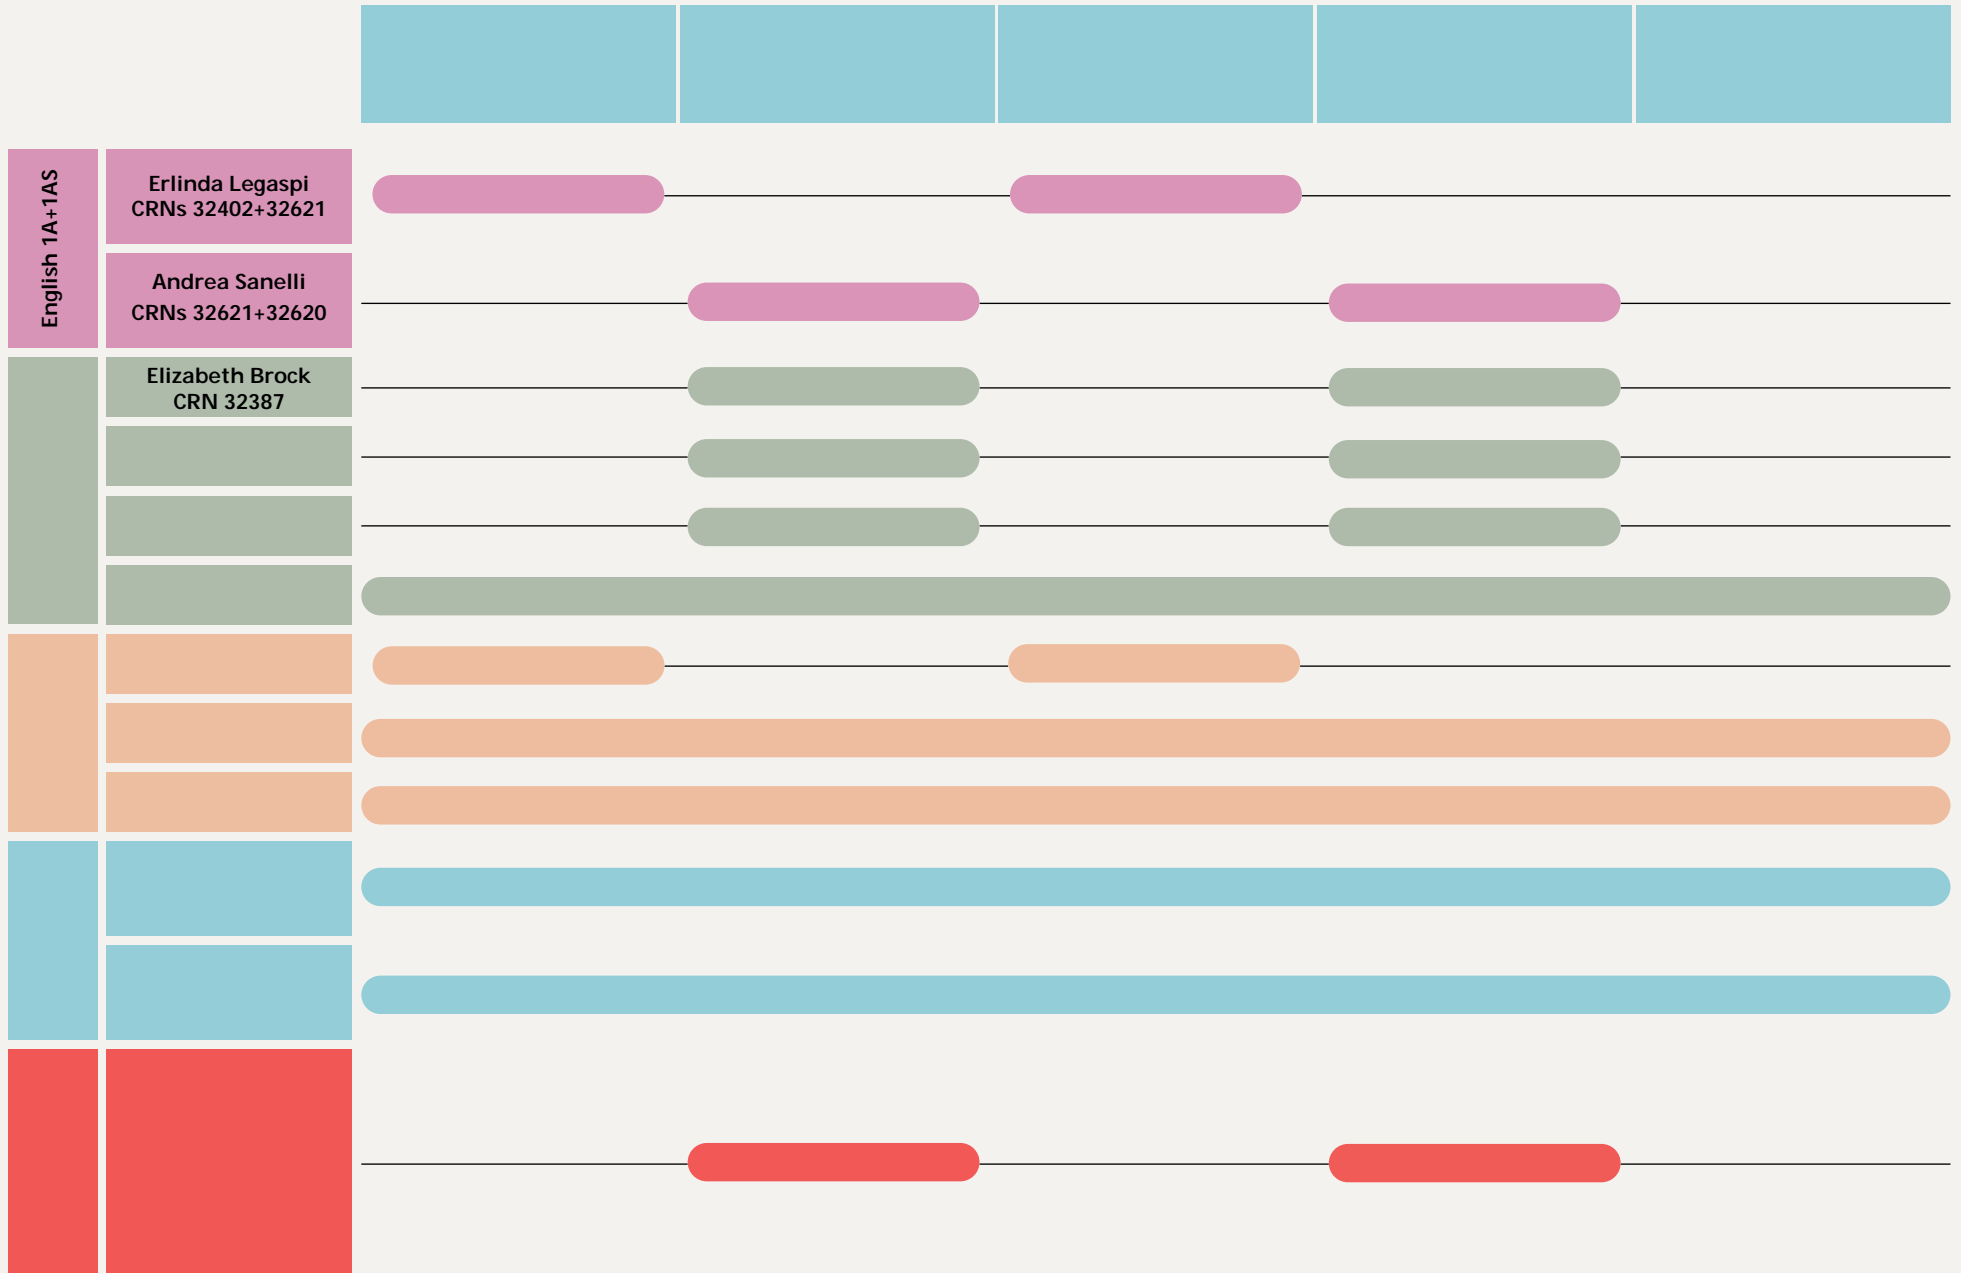 English 1A+1AS
Erlinda Legaspi
CRNs 32402+32621
Andrea Sanelli
CRNs 32621+32620
Elizabeth Brock
CRN 32387